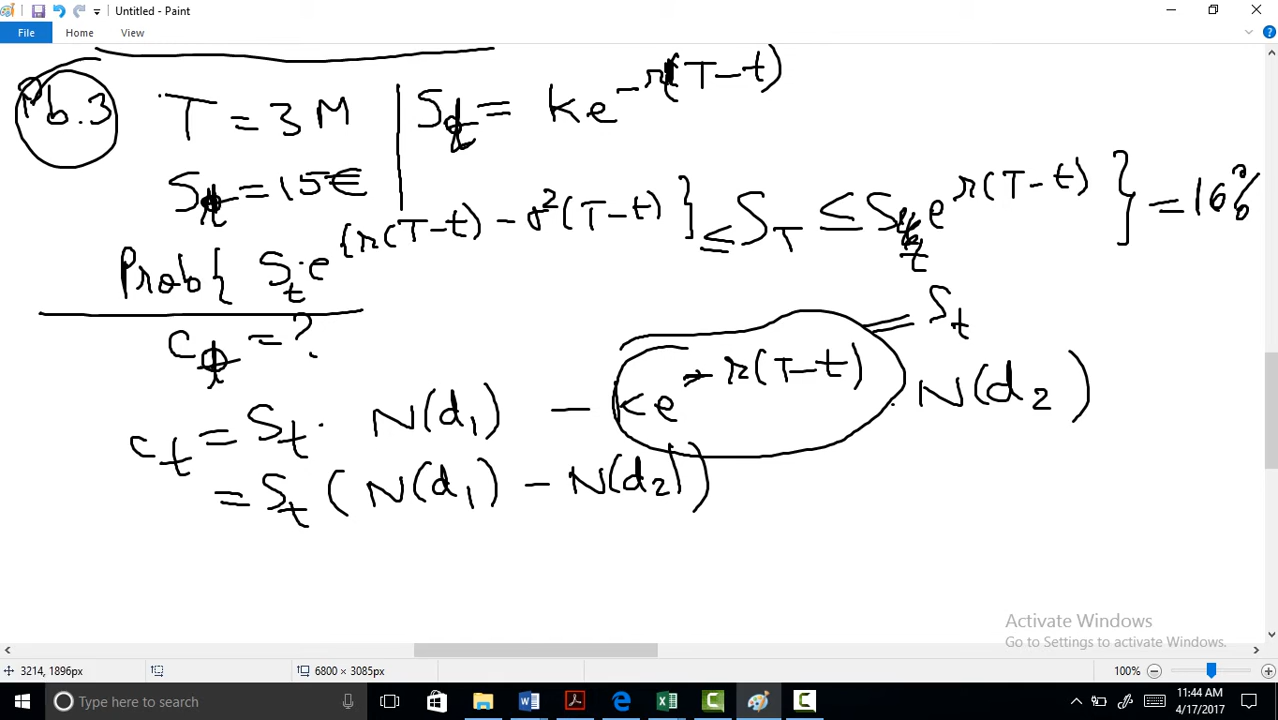 Untitled - Paint
File Home View
Pb.3 T = 3M S_t = ke^{-r(T-t)}
S_t = 15€
Prob{ S_t · e^{{r(T-t) - σ²(T-t)}} ≤ S_T ≤ S_t e^{r(T-t)} } = 16%
C_t = ?
= S_t
C_t = S_t · N(d_1) - ke^{-r(T-t)} · N(d_2)
= S_t (N(d_1) - N(d_2))
Activate Windows
Go to Settings to activate Windows.
3214, 1896px 6800 × 3085px 100%
Type here to search 11:44 AM
4/17/2017